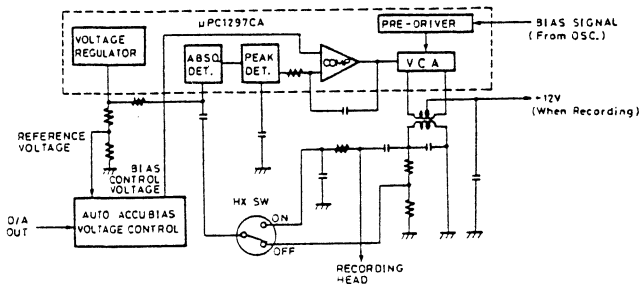 μPC1297CA
PRE-DRIVER
BIAS SIGNAL
(From OSC.)
VOLTAGE
REGULATOR
ABSO.
DET.
PEAK
DET.
COMP
VCA
+12V
(When Recording)
REFERENCE
VOLTAGE
BIAS
CONTROL
VOLTAGE
HX SW
ON
OFF
D/A
OUT
AUTO ACCUBIAS
VOLTAGE CONTROL
RECORDING
HEAD